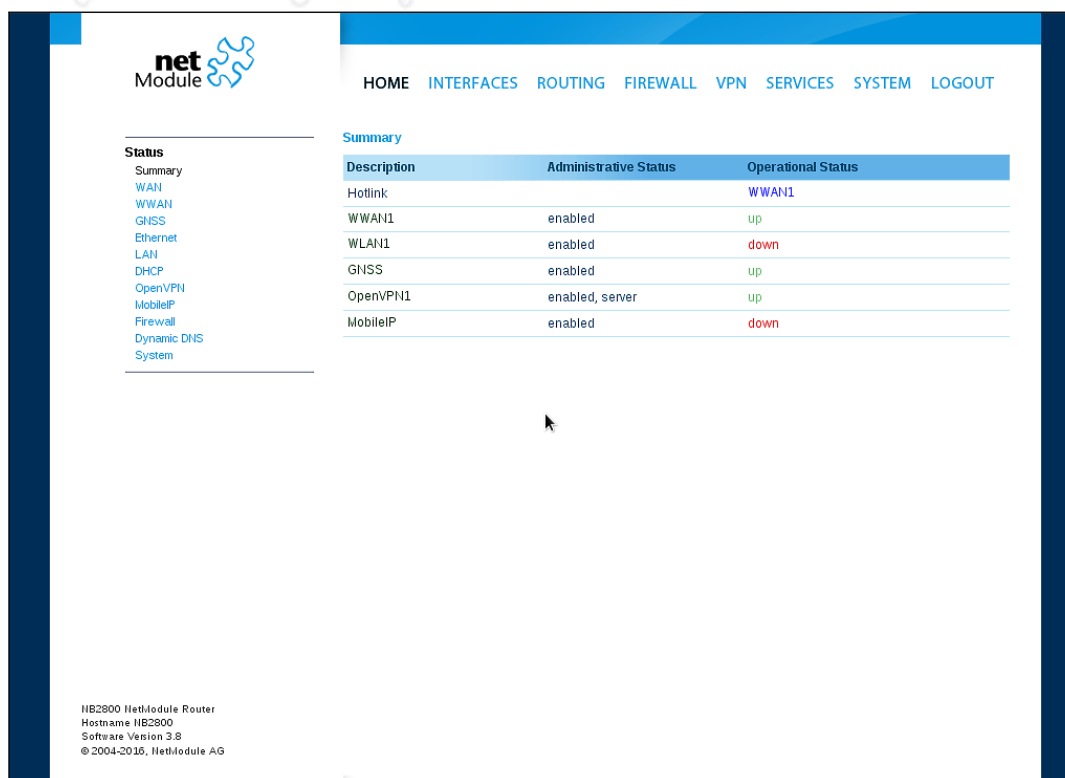 net
Module
HOME INTERFACES ROUTING FIREWALL VPN SERVICES SYSTEM LOGOUT
Status
Summary
WAN
WWAN
GNSS
Ethernet
LAN
DHCP
OpenVPN
MobileIP
Firewall
Dynamic DNS
System
Summary
Description Administrative Status Operational Status
Hotlink WWAN1
WWAN1 enabled up
WLAN1 enabled down
GNSS enabled up
OpenVPN1 enabled, server up
MobileIP enabled down
NB2800 NetModule Router
Hostname NB2800
Software Version 3.8
© 2004-2016, NetModule AG